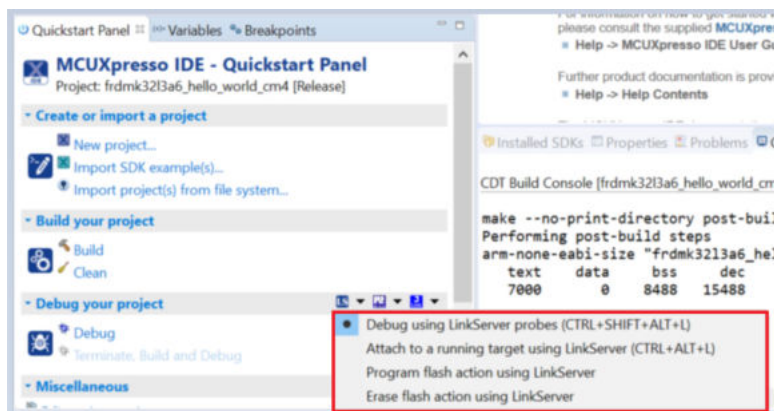 Quickstart Panel Variables Breakpoints
MCUXpresso IDE - Quickstart Panel
Project: frdmk32l3a6_hello_world_cm4 [Release]
Create or import a project
New project...
Import SDK example(s)...
Import project(s) from file system...
Build your project
Build
Clean
Debug your project
Debug
Terminate, Build and Debug
Miscellaneous
please consult the supplied MCUXpre
Help -> MCUXpresso IDE User Gu
Further product documentation is provi
Help -> Help Contents
Installed SDKs Properties Problems
CDT Build Console [frdmk32l3a6_hello_world_cm
make --no-print-directory post-buil
Performing post-build steps
arm-none-eabi-size "frdmk32l3a6_hel
text data bss dec
7000 0 8488 15488
Debug using LinkServer probes (CTRL+SHIFT+ALT+L)
Attach to a running target using LinkServer (CTRL+ALT+L)
Program flash action using LinkServer
Erase flash action using LinkServer